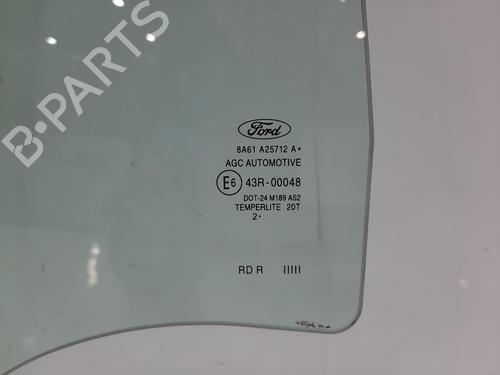 B-PARTS
Ford
8A61 A25712 A•
AGC AUTOMOTIVE
E6 43R-00048
DOT-24 M189 AS2
TEMPERLITE 20T
2•
RD R IIIII